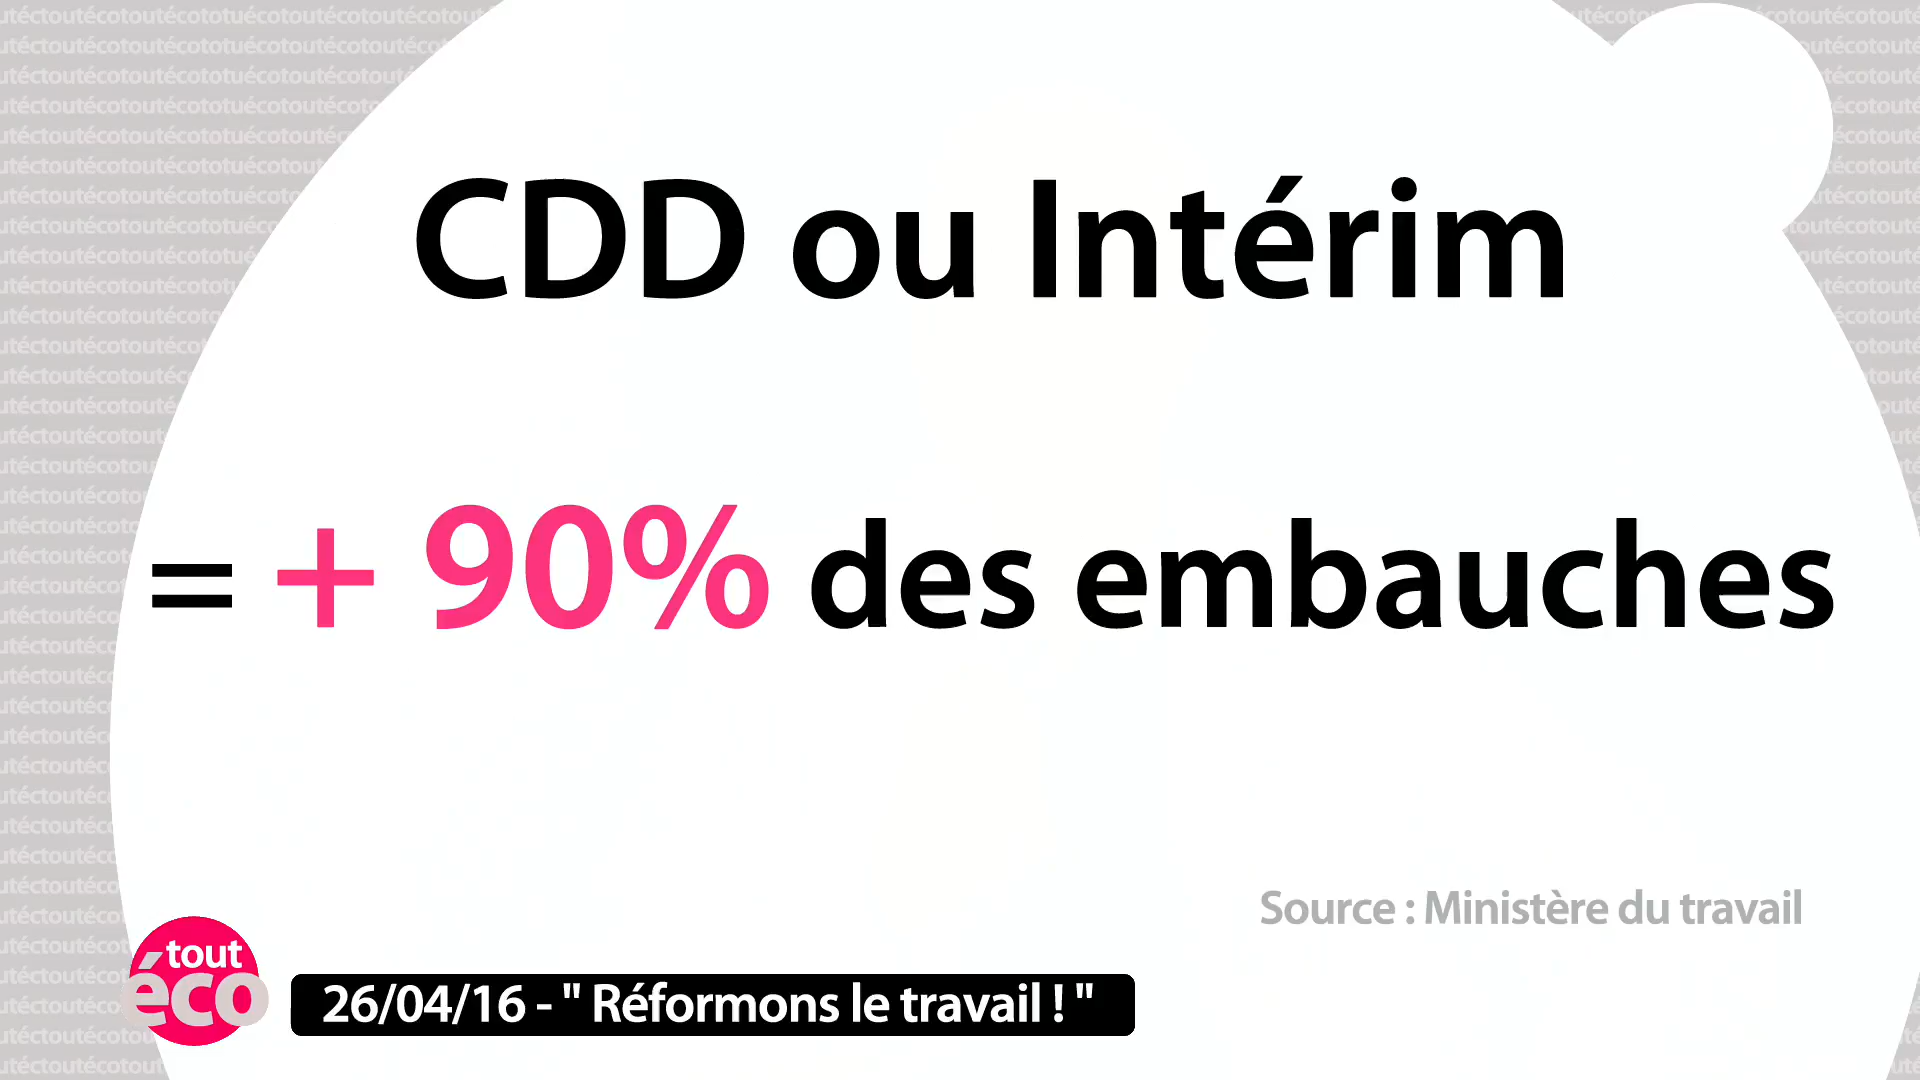 CDD ou Intérim
= + 90% des embauches
Source : Ministère du travail
tout
éco
26/04/16 - " Réformons le travail ! "